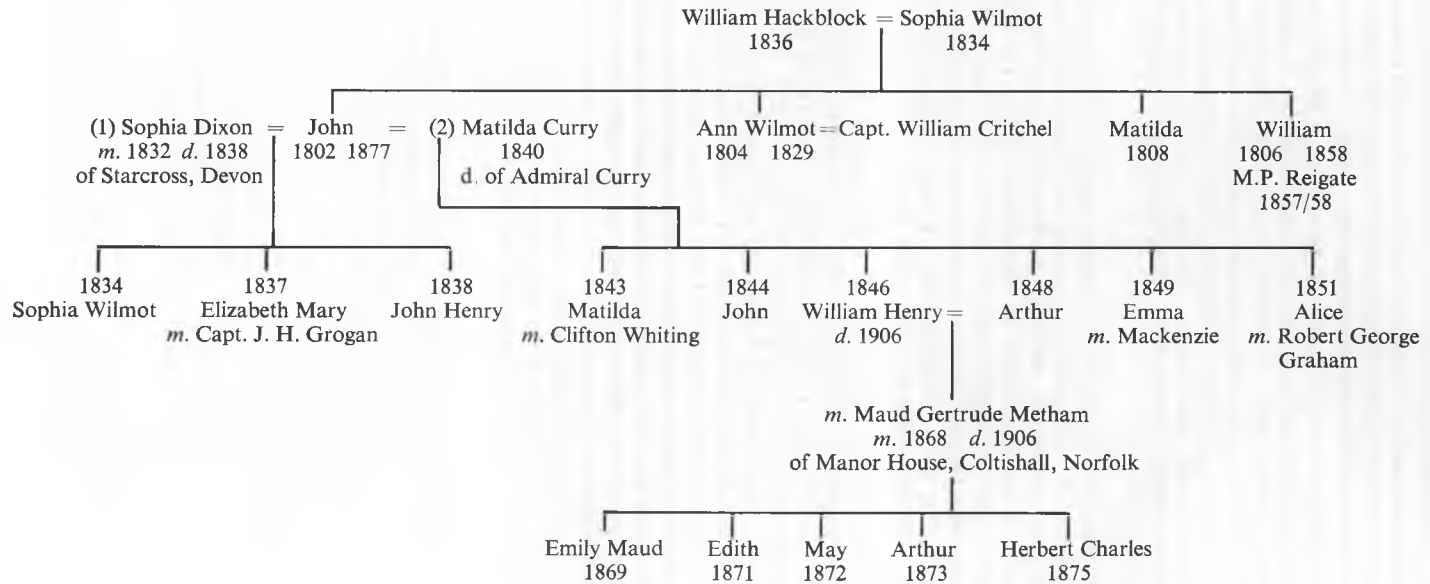 William Hackblock = Sophia Wilmot
1836 1834
(1) Sophia Dixon = John = (2) Matilda Curry Ann Wilmot = Capt. William Critchel Matilda William
m. 1832 d. 1838 1802 1877 1840 1804 1829 1808 1806 1858
of Starcross, Devon d. of Admiral Curry M.P. Reigate
1857/58
1834 1837 1838 1843 1844 1846 1848 1849 1851
Sophia Wilmot Elizabeth Mary John Henry Matilda John William Henry = Arthur Emma Alice
m. Capt. J. H. Grogan m. Clifton Whiting d. 1906 m. Mackenzie m. Robert George
Graham
m. Maud Gertrude Metham
m. 1868 d. 1906
of Manor House, Coltishall, Norfolk
Emily Maud Edith May Arthur Herbert Charles
1869 1871 1872 1873 1875